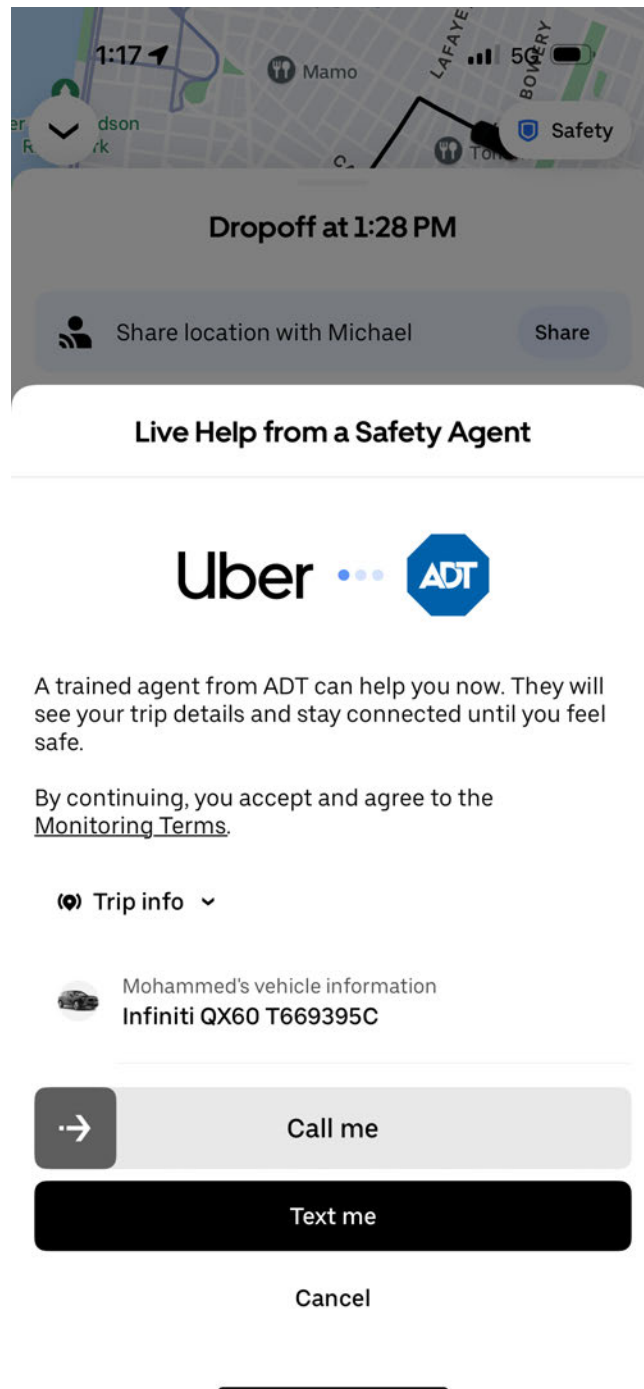 1:17
5G
Mamo
LAFAY
BOWERY
dson
Safety
Dropoff at 1:28 PM
Share location with Michael
Share
Live Help from a Safety Agent
Uber
ADT
A trained agent from ADT can help you now. They will
see your trip details and stay connected until you feel
safe.
By continuing, you accept and agree to the
Monitoring Terms.
Trip info
Mohammed's vehicle information
Infiniti QX60 T669395C
Call me
Text me
Cancel